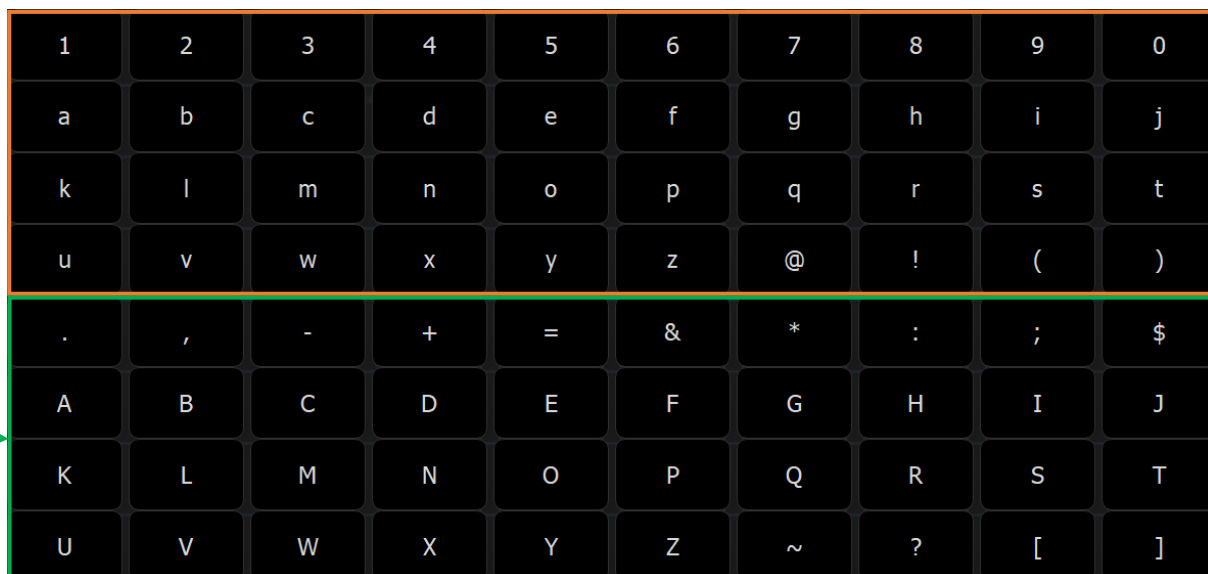 1 2 3 4 5 6 7 8 9 0
a b c d e f g h i j
k l m n o p q r s t
u v w x y z @ ! ( )
. , - + = & * : ; $
A B C D E F G H I J
K L M N O P Q R S T
U V W X Y Z ~ ? [ ]